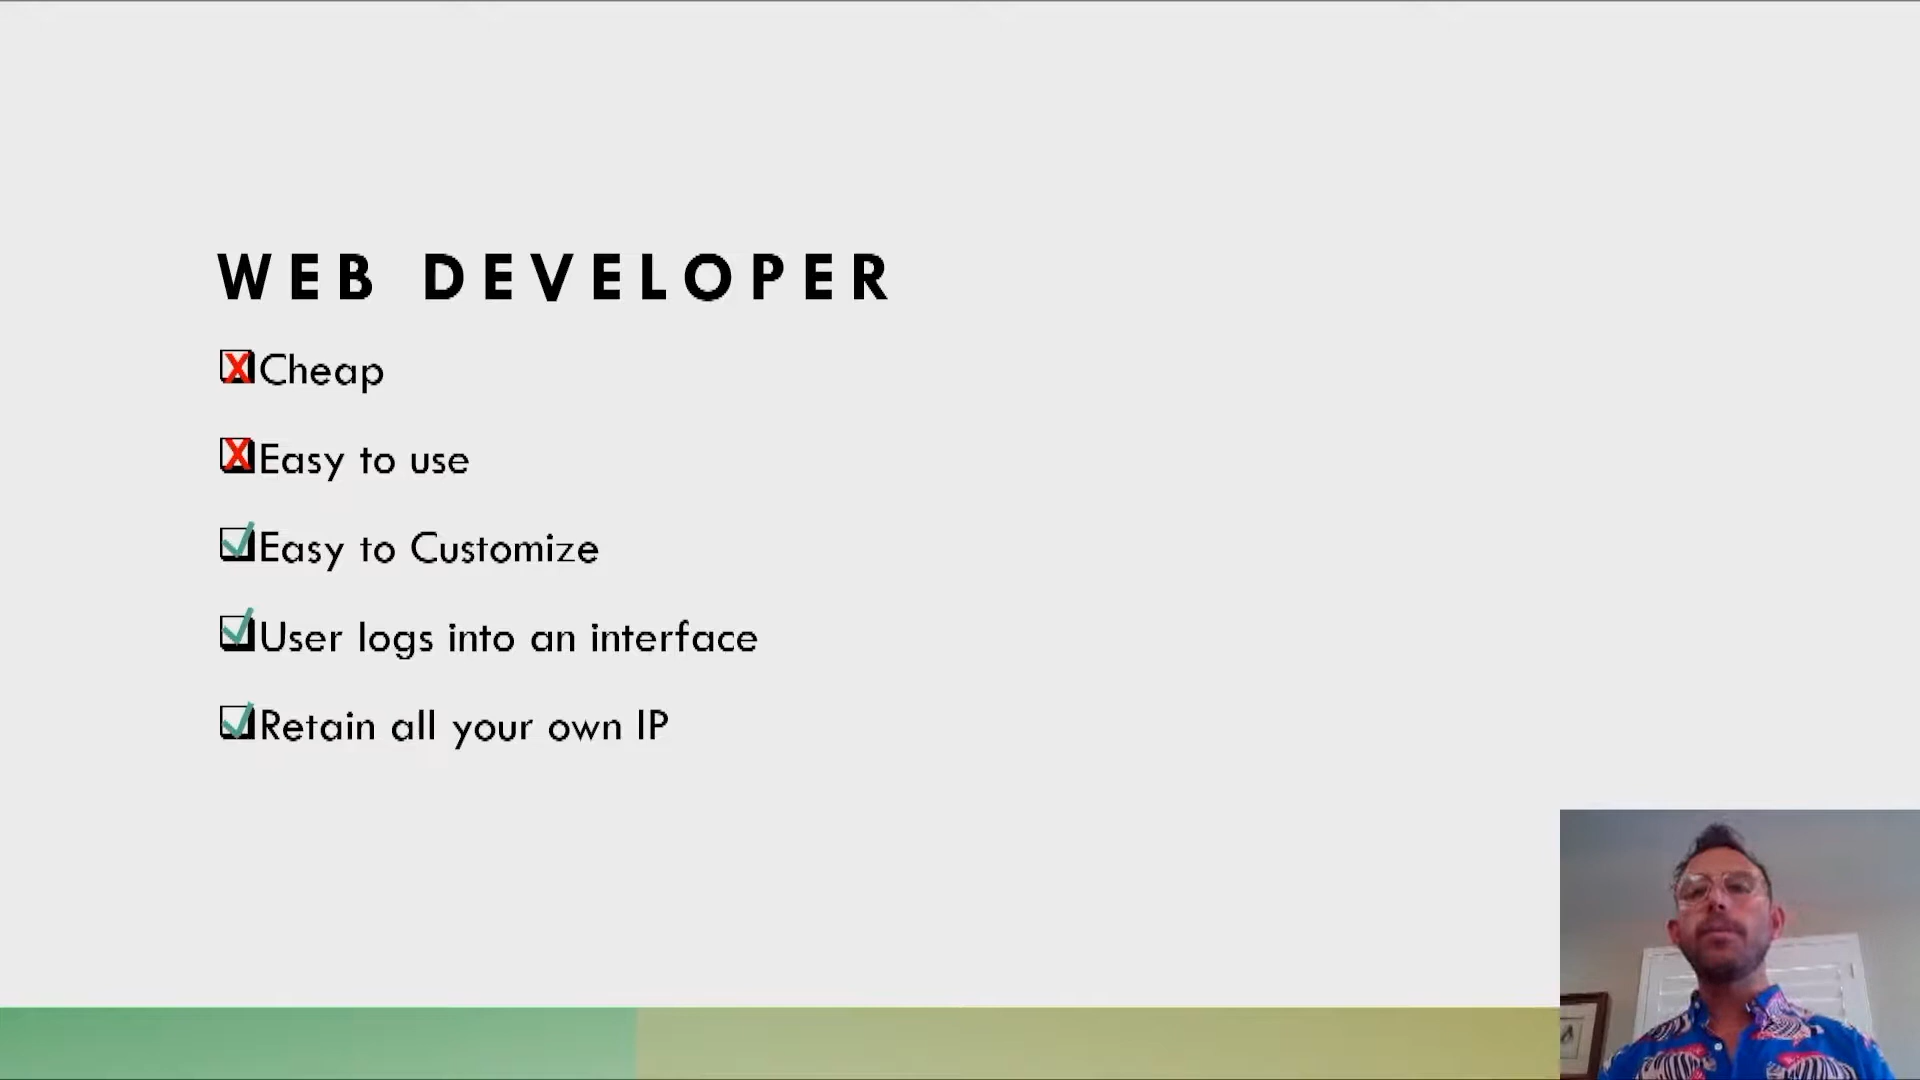 WEB DEVELOPER
Cheap
Easy to use
Easy to Customize
User logs into an interface
Retain all your own IP